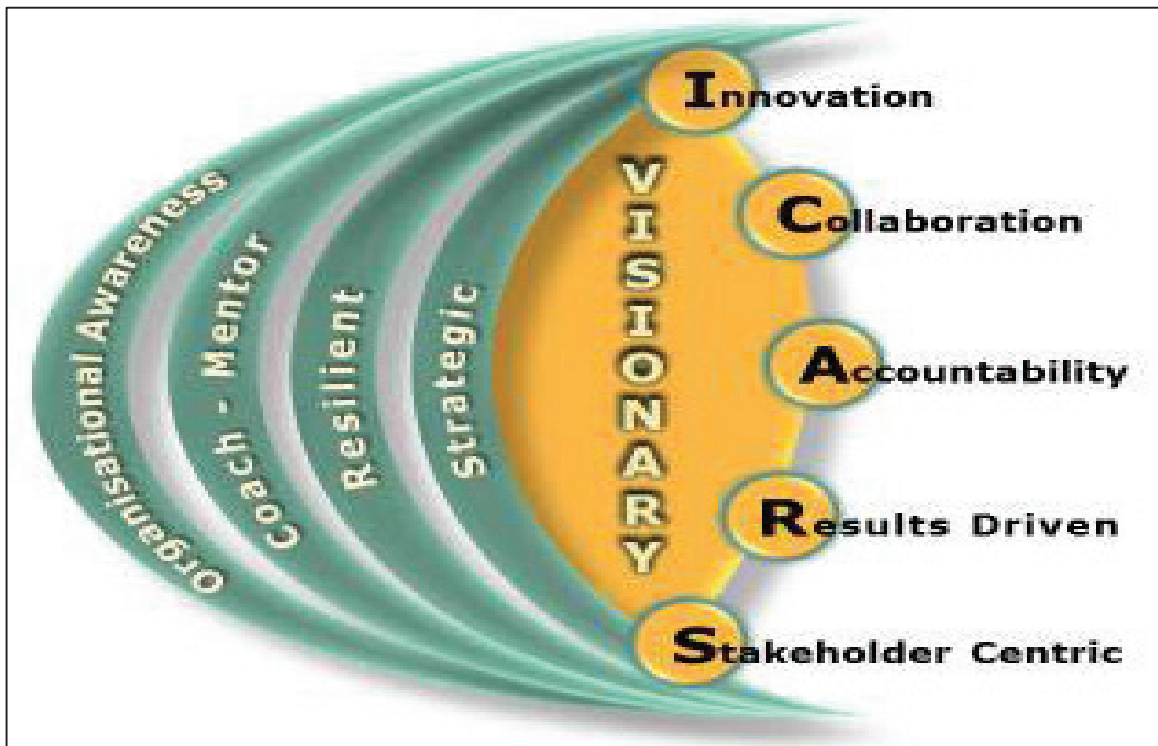 Organisational Awareness
Coach - Mentor
Resilient
Strategic
VISIONARY
Innovation
Collaboration
Accountability
Results Driven
Stakeholder Centric